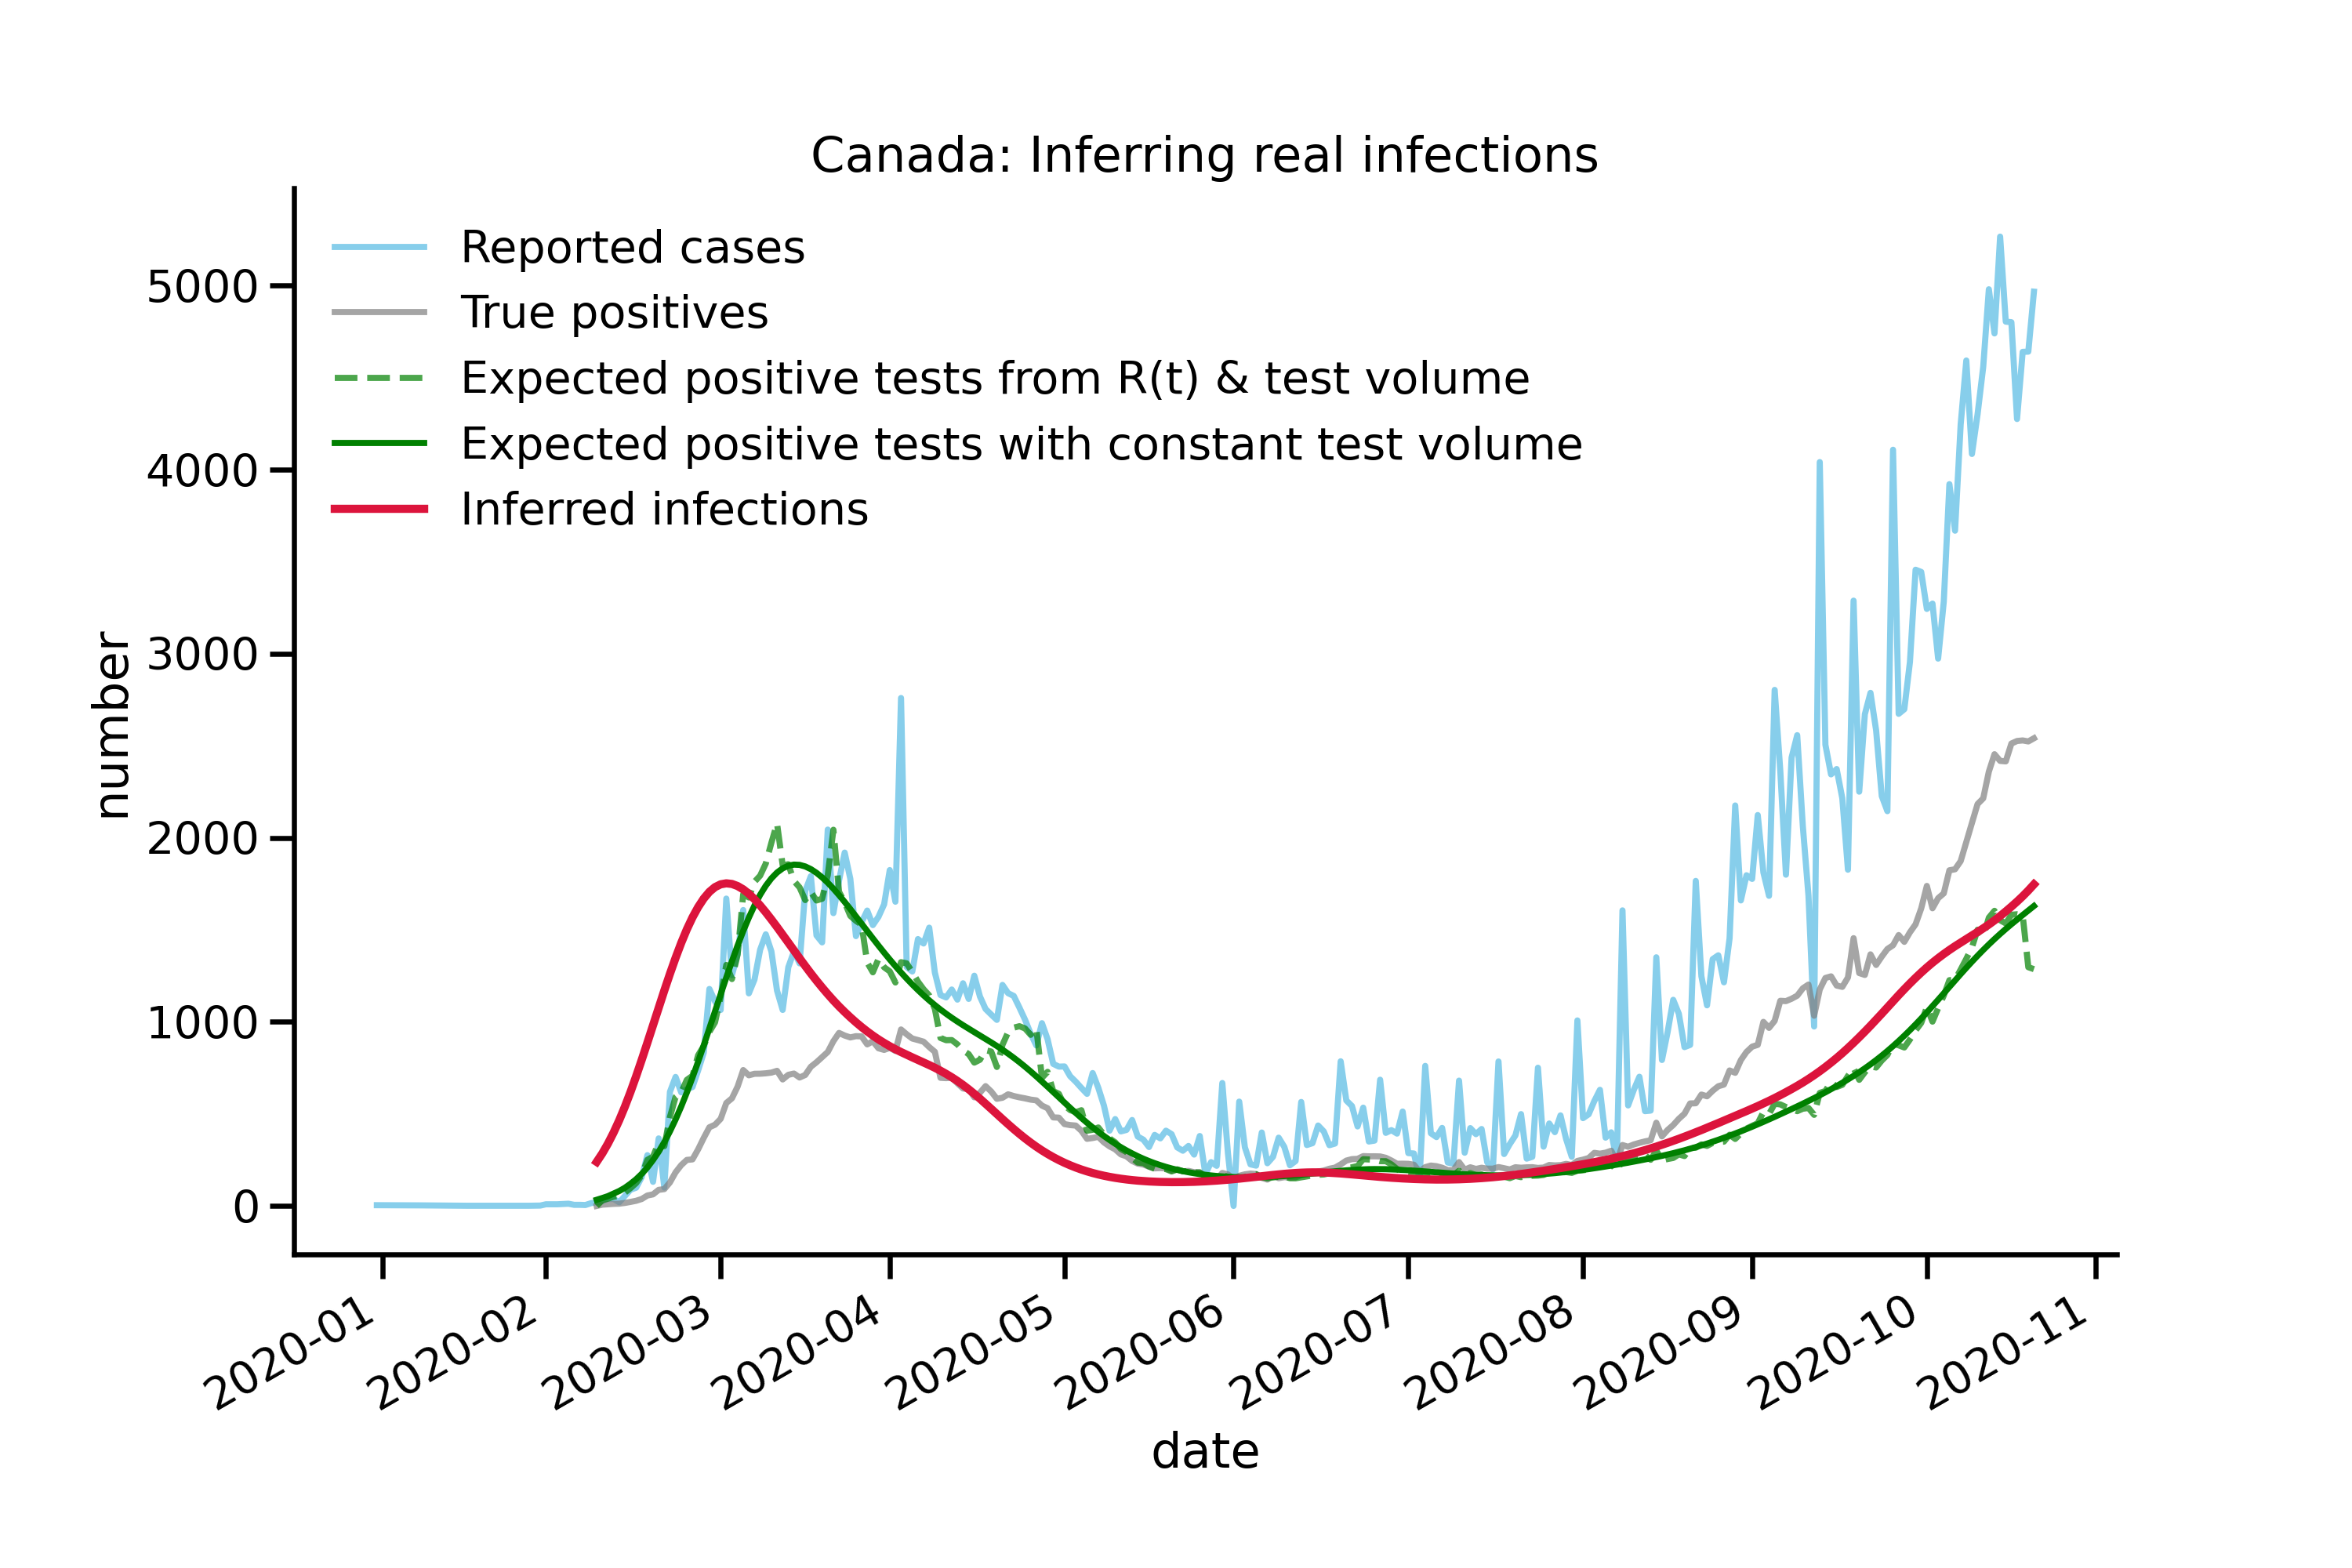 Canada: Inferring real infections
Reported cases
True positives
Expected positive tests from R(t) & test volume
Expected positive tests with constant test volume
Inferred infections
number
5000
4000
3000
2000
1000
0
2020-01
2020-02
2020-03
2020-04
2020-05
2020-06
2020-07
2020-08
2020-09
2020-10
2020-11
date